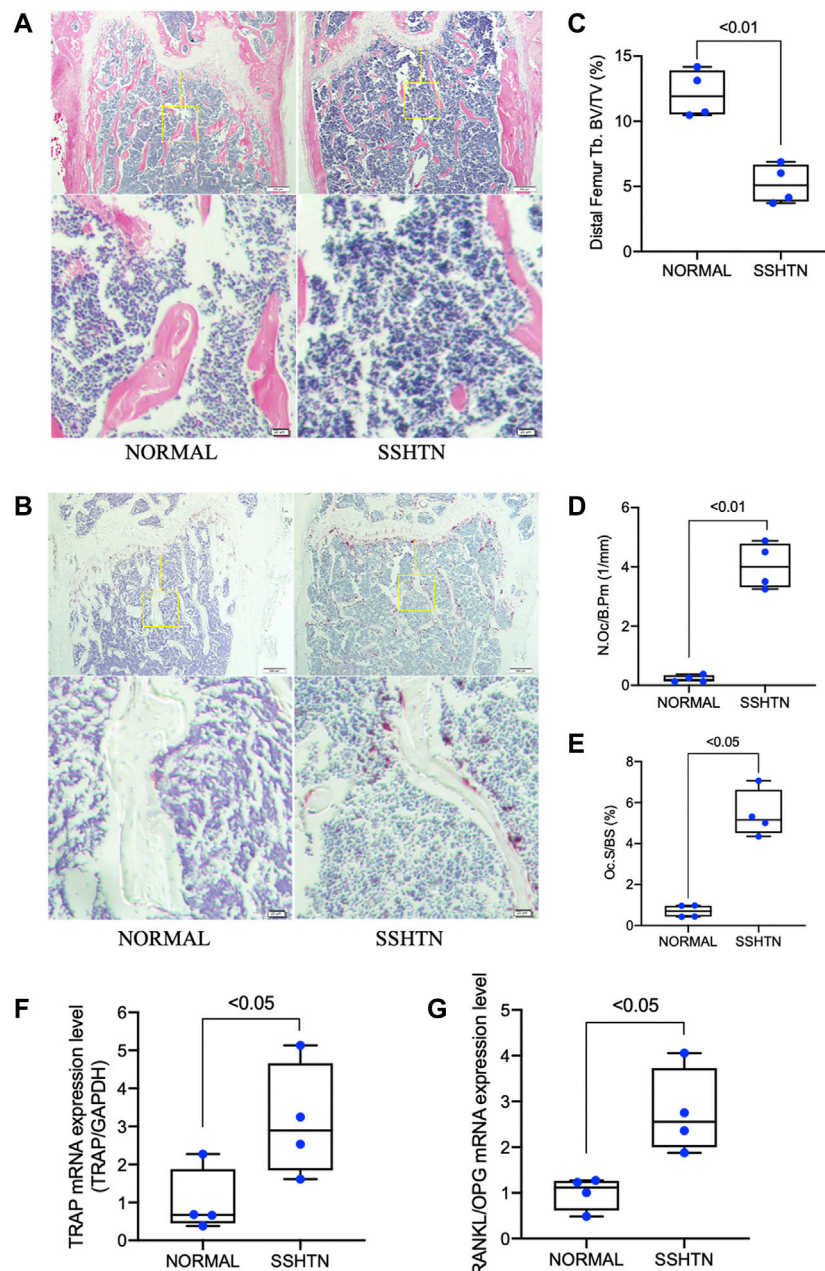 A
NORMAL
SSHTN
B
NORMAL
SSHTN
C
<0.01
Distal Femur Tb. BV/TV (%)
15
10
5
0
NORMAL
SSHTN
D
<0.01
N.Oc/B.Pm (1/mm)
6
4
2
0
NORMAL
SSHTN
E
<0.05
Oc.S/BS (%)
8
6
4
2
0
NORMAL
SSHTN
F
<0.05
TRAP mRNA expression level
(TRAP/GAPDH)
6
5
4
3
2
1
0
NORMAL
SSHTN
G
<0.05
RANKL/OPG mRNA expression level
5
4
3
2
1
0
NORMAL
SSHTN